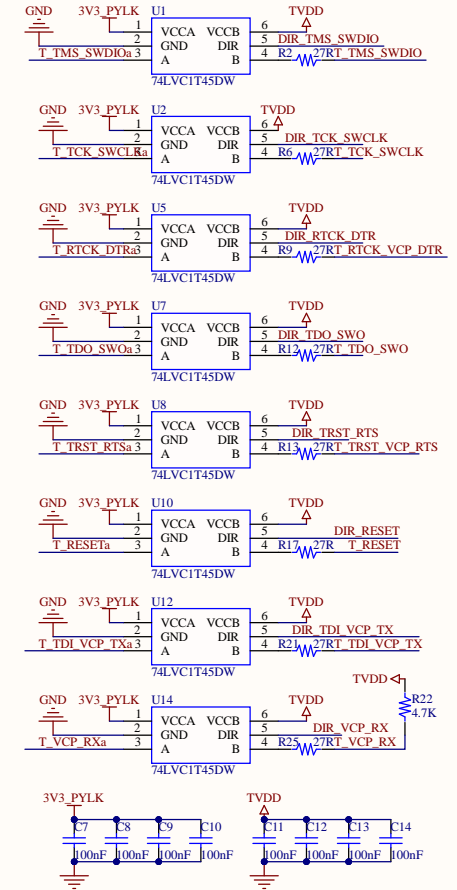 GND 3V3_PYLK U1 TVDD
1 VCCA VCCB 6
2 GND DIR 5 DIR_TMS_SWDIO
T_TMS_SWDIOa 3 A B 4 R2 27R T_TMS_SWDIO
74LVC1T45DW
GND 3V3_PYLK U2 TVDD
1 VCCA VCCB 6
2 GND DIR 5 DIR_TCK_SWCLK
T_TCK_SWCLKa 3 A B 4 R6 27R T_TCK_SWCLK
74LVC1T45DW
GND 3V3_PYLK U5 TVDD
1 VCCA VCCB 6
2 GND DIR 5 DIR_RTCK_DTR
T_RTCK_DTRa 3 A B 4 R9 27R T_RTCK_VCP_DTR
74LVC1T45DW
GND 3V3_PYLK U7 TVDD
1 VCCA VCCB 6
2 GND DIR 5 DIR_TDO_SWO
T_TDO_SWOa 3 A B 4 R12 27R T_TDO_SWO
74LVC1T45DW
GND 3V3_PYLK U8 TVDD
1 VCCA VCCB 6
2 GND DIR 5 DIR_TRST_RTS
T_TRST_RTSa 3 A B 4 R13 27R T_TRST_VCP_RTS
74LVC1T45DW
GND 3V3_PYLK U10 TVDD
1 VCCA VCCB 6
2 GND DIR 5 DIR_RESET
T_RESETa 3 A B 4 R17 27R T_RESET
74LVC1T45DW
GND 3V3_PYLK U12 TVDD
1 VCCA VCCB 6
2 GND DIR 5 DIR_TDI_VCP_TX
T_TDI_VCP_TXa 3 A B 4 R21 27R T_TDI_VCP_TX
74LVC1T45DW
TVDD
GND 3V3_PYLK U14 TVDD R22
4.7K
1 VCCA VCCB 6
2 GND DIR 5 DIR_VCP_RX
T_VCP_RXa 3 A B 4 R25 27R T_VCP_RX
74LVC1T45DW
3V3_PYLK TVDD
C7 C8 C9 C10 C11 C12 C13 C14
100nF 100nF 100nF 100nF 100nF 100nF 100nF 100nF